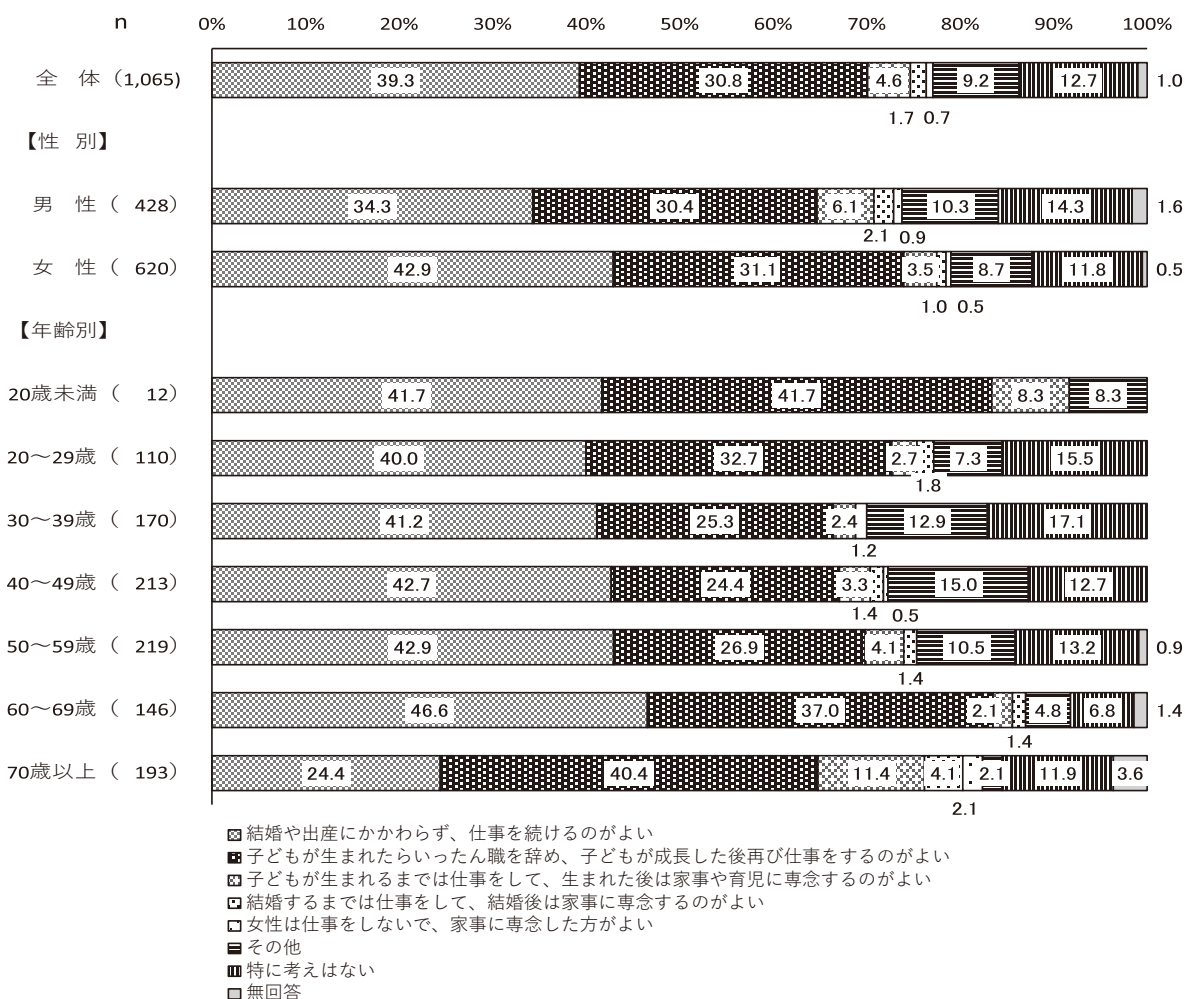 n 0% 10% 20% 30% 40% 50% 60% 70% 80% 90% 100%
全 体 (1,065) 39.3 30.8 4.6 9.2 12.7 1.0
1.7 0.7
【性 別】
男 性 ( 428) 34.3 30.4 6.1 10.3 14.3 1.6
2.1 0.9
女 性 ( 620) 42.9 31.1 3.5 8.7 11.8 0.5
1.0 0.5
【年齢別】
20歳未満 ( 12) 41.7 41.7 8.3 8.3
20〜29歳 ( 110) 40.0 32.7 2.7 7.3 15.5
1.8
30〜39歳 ( 170) 41.2 25.3 2.4 12.9 17.1
1.2
40〜49歳 ( 213) 42.7 24.4 3.3 15.0 12.7
1.4 0.5
50〜59歳 ( 219) 42.9 26.9 4.1 10.5 13.2 0.9
1.4
60〜69歳 ( 146) 46.6 37.0 2.1 4.8 6.8 1.4
1.4
70歳以上 ( 193) 24.4 40.4 11.4 4.1 2.1 11.9 3.6
2.1
結婚や出産にかかわらず、仕事を続けるのがよい
子どもが生まれたらいったん職を辞め、子どもが成長した後再び仕事をするのがよい
子どもが生まれるまでは仕事をして、生まれた後は家事や育児に専念するのがよい
結婚するまでは仕事をして、結婚後は家事に専念するのがよい
女性は仕事をしないで、家事に専念した方がよい
その他
特に考えはない
無回答